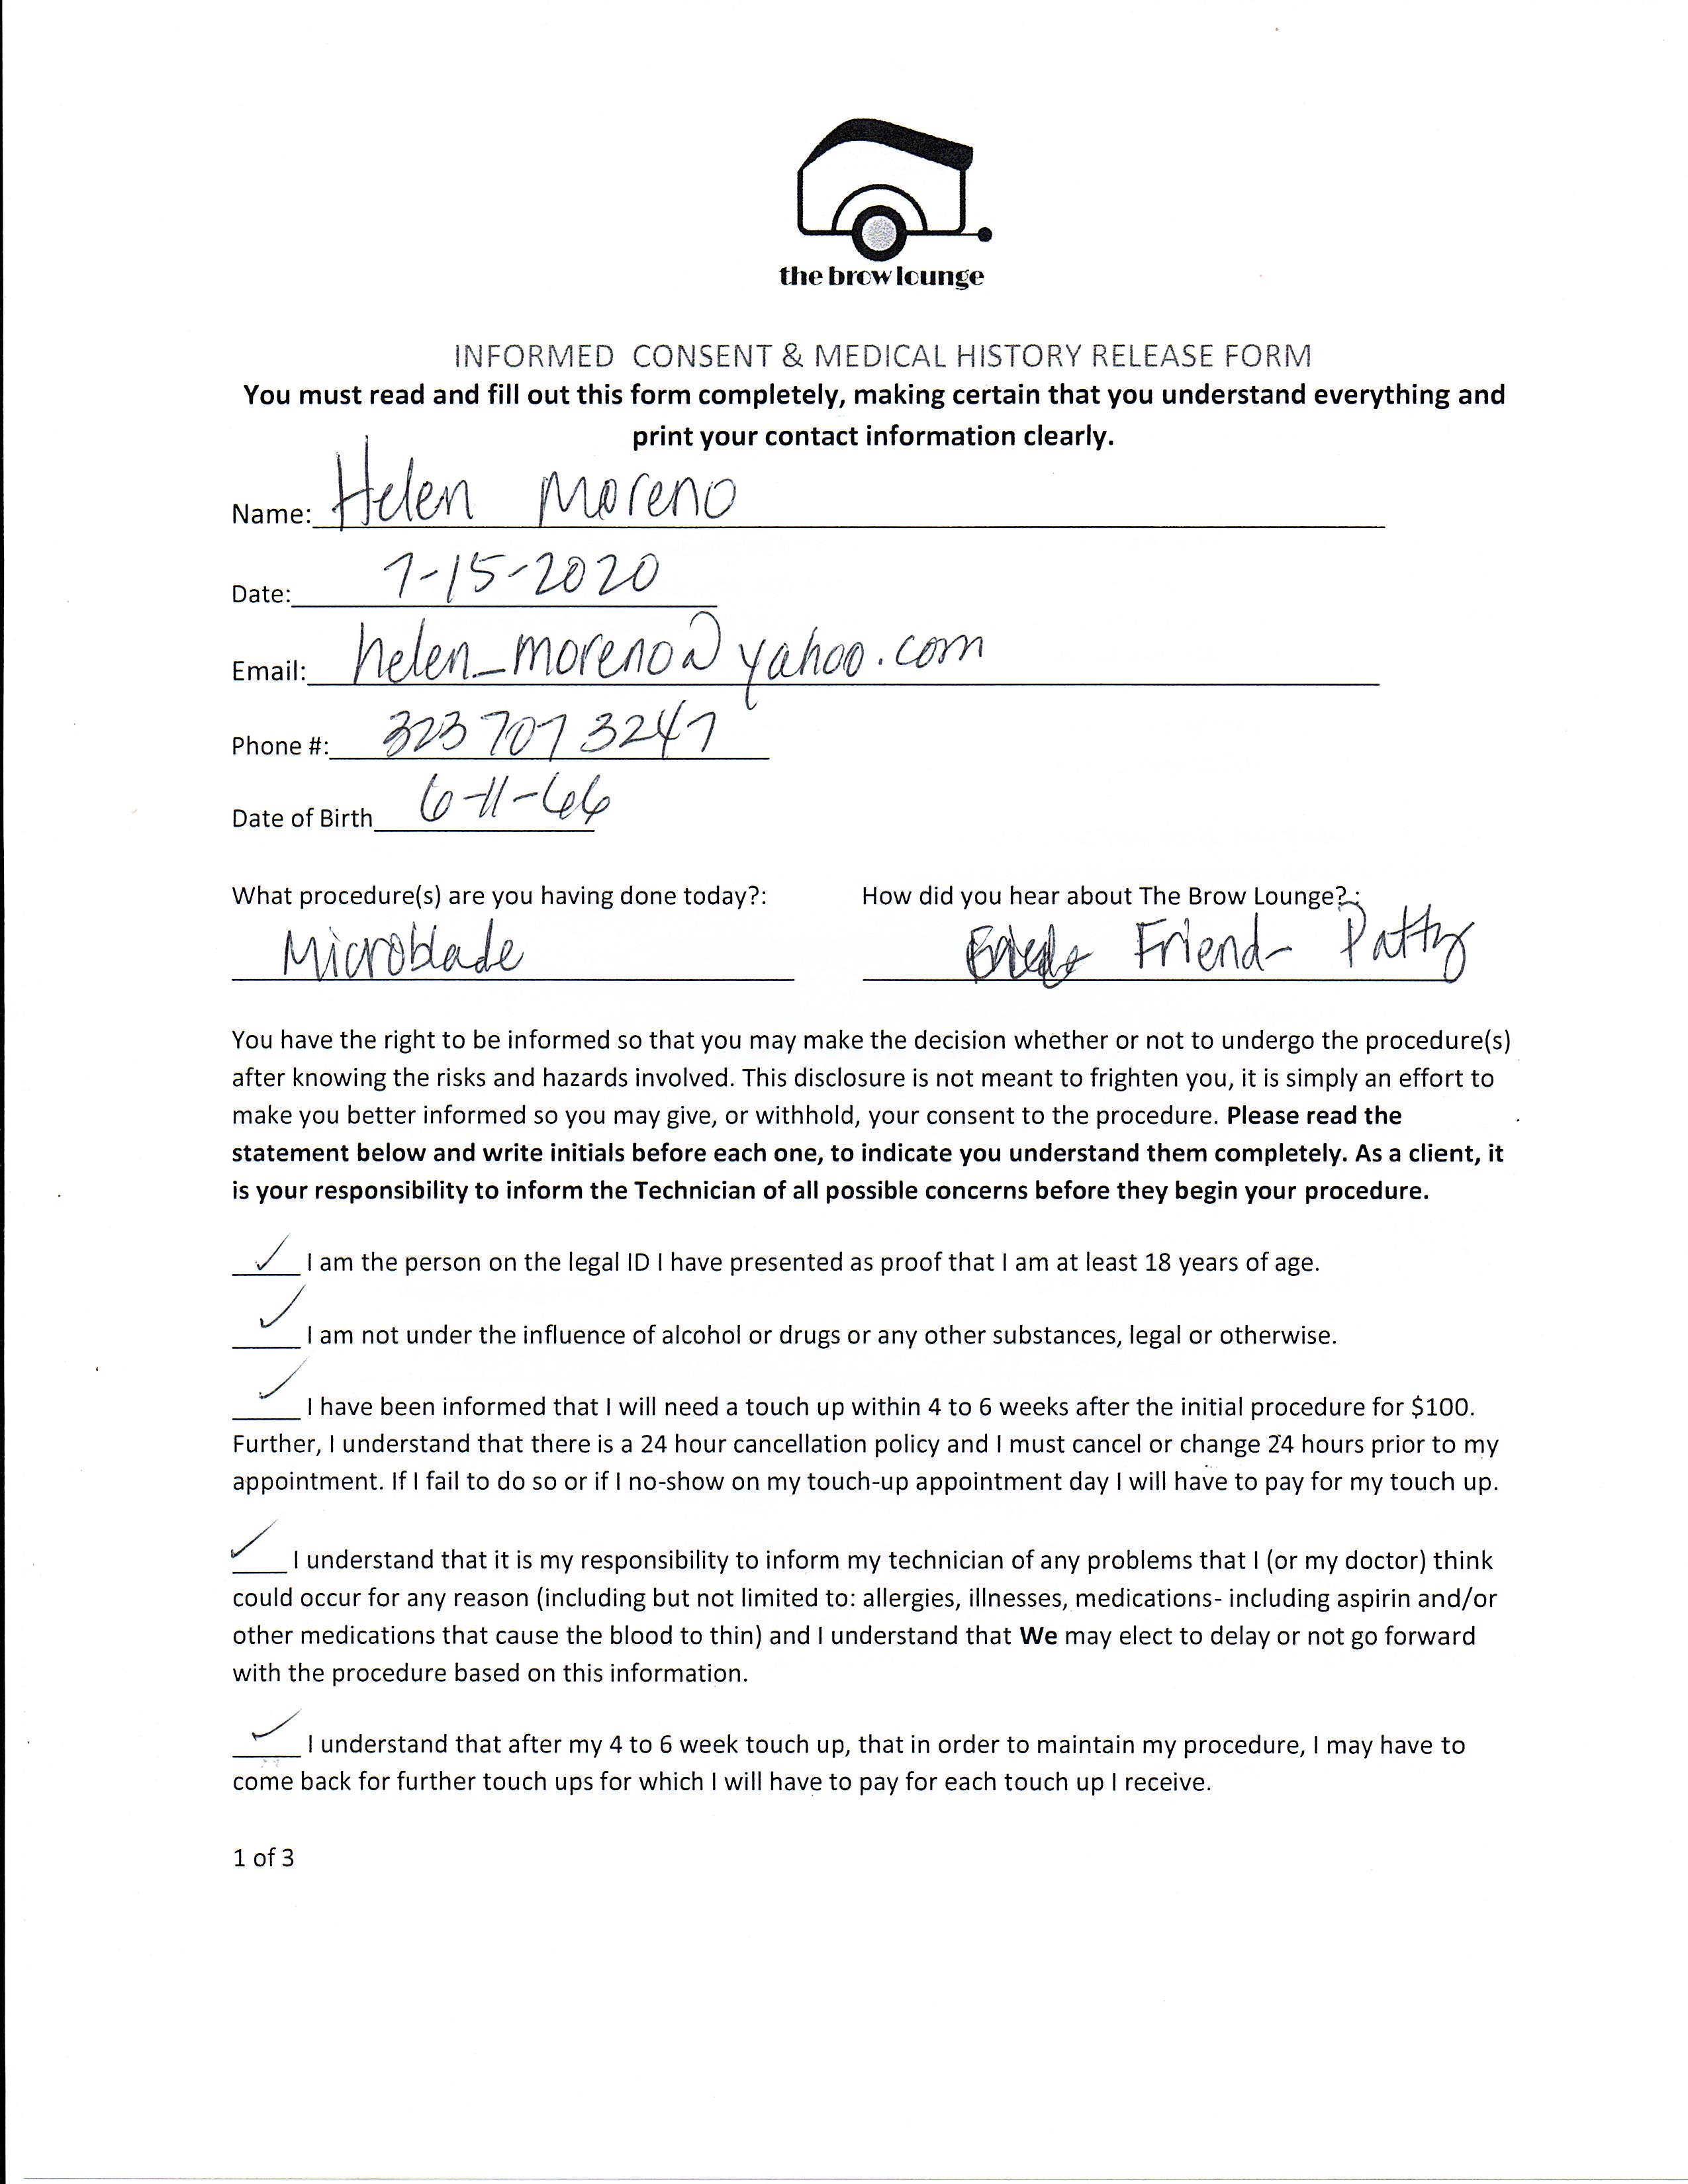 the brow lounge
INFORMED CONSENT & MEDICAL HISTORY RELEASE FORM
You must read and fill out this form completely, making certain that you understand everything and
print your contact information clearly.
Name: Helen Moreno
Date: 7-15-2020
Email: helen_moreno@yahoo.com
Phone #: 323 707 3247
Date of Birth 6-11-66
What procedure(s) are you having done today?: How did you hear about The Brow Lounge?:
Microblade Friend- Patty
You have the right to be informed so that you may make the decision whether or not to undergo the procedure(s)
after knowing the risks and hazards involved. This disclosure is not meant to frighten you, it is simply an effort to
make you better informed so you may give, or withhold, your consent to the procedure. Please read the
statement below and write initials before each one, to indicate you understand them completely. As a client, it
is your responsibility to inform the Technician of all possible concerns before they begin your procedure.
✓ I am the person on the legal ID I have presented as proof that I am at least 18 years of age.
✓ I am not under the influence of alcohol or drugs or any other substances, legal or otherwise.
✓ I have been informed that I will need a touch up within 4 to 6 weeks after the initial procedure for $100.
Further, I understand that there is a 24 hour cancellation policy and I must cancel or change 24 hours prior to my
appointment. If I fail to do so or if I no-show on my touch-up appointment day I will have to pay for my touch up.
✓ I understand that it is my responsibility to inform my technician of any problems that I (or my doctor) think
could occur for any reason (including but not limited to: allergies, illnesses, medications- including aspirin and/or
other medications that cause the blood to thin) and I understand that We may elect to delay or not go forward
with the procedure based on this information.
✓ I understand that after my 4 to 6 week touch up, that in order to maintain my procedure, I may have to
come back for further touch ups for which I will have to pay for each touch up I receive.
1 of 3